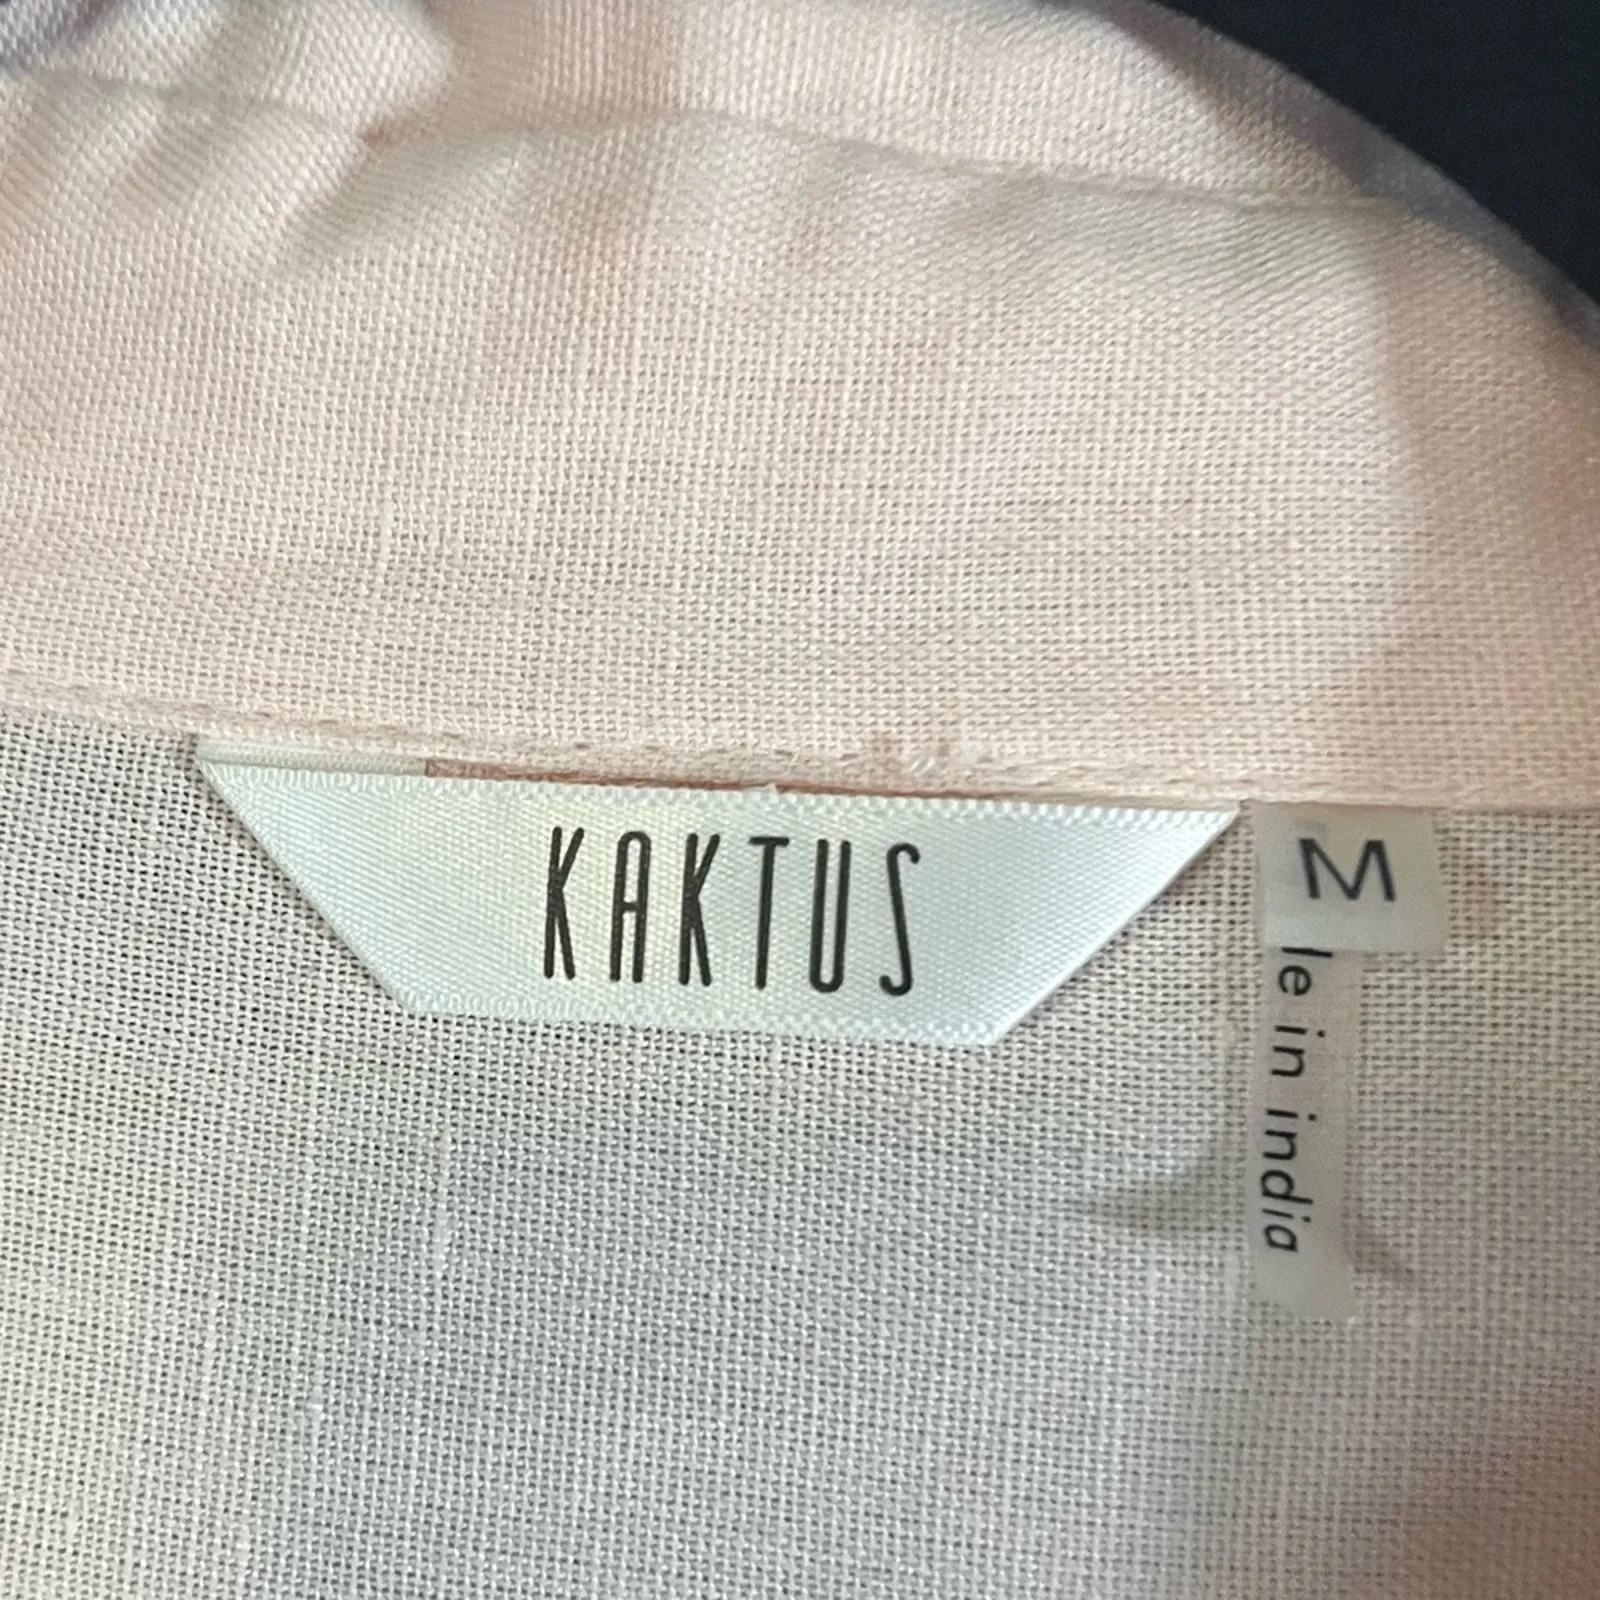 KAKTUS
M
le in india